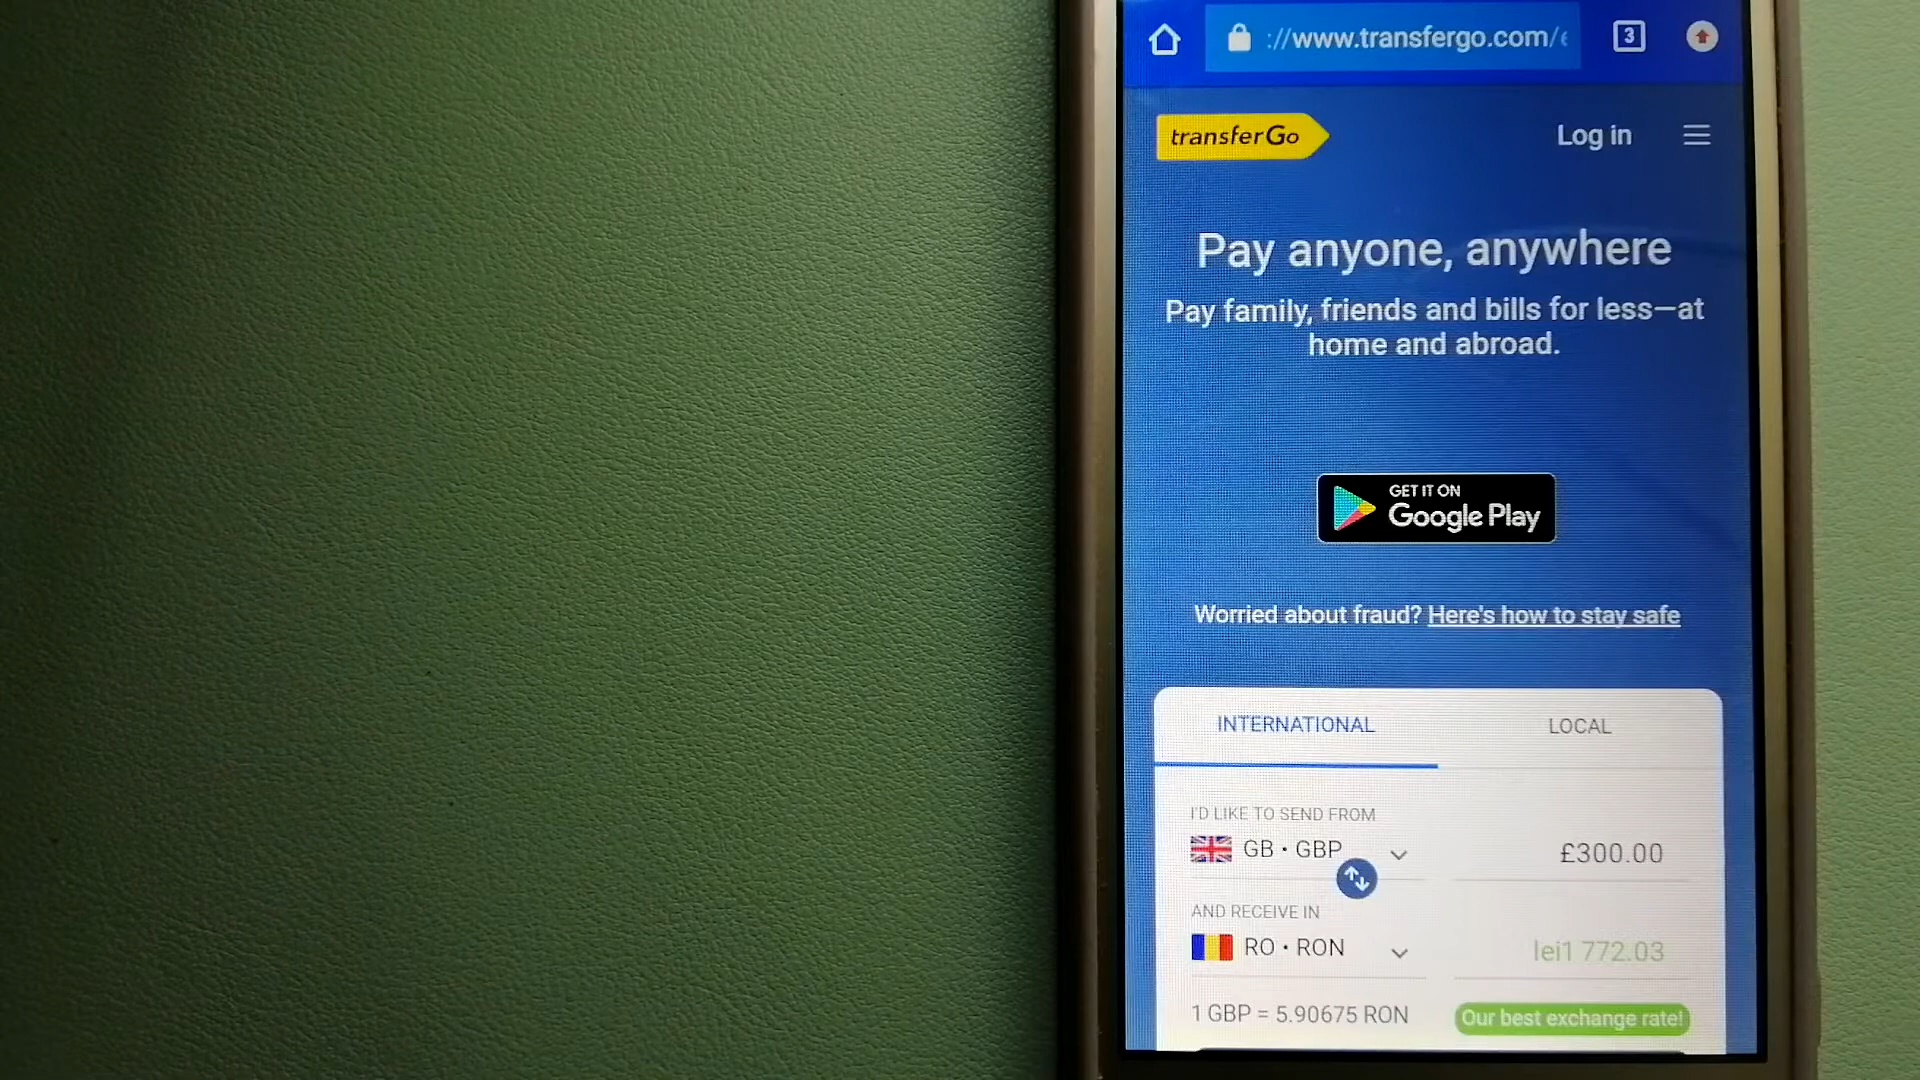 ://www.transfergo.com/
3
transferGo
Log in
Pay anyone, anywhere
Pay family, friends and bills for less—at
home and abroad.
GET IT ON
Google Play
Worried about fraud? Here's how to stay safe
INTERNATIONAL LOCAL
I'D LIKE TO SEND FROM
GB • GBP £300.00
AND RECEIVE IN
RO • RON lei1 772.03
1 GBP = 5.90675 RON Our best exchange rate!